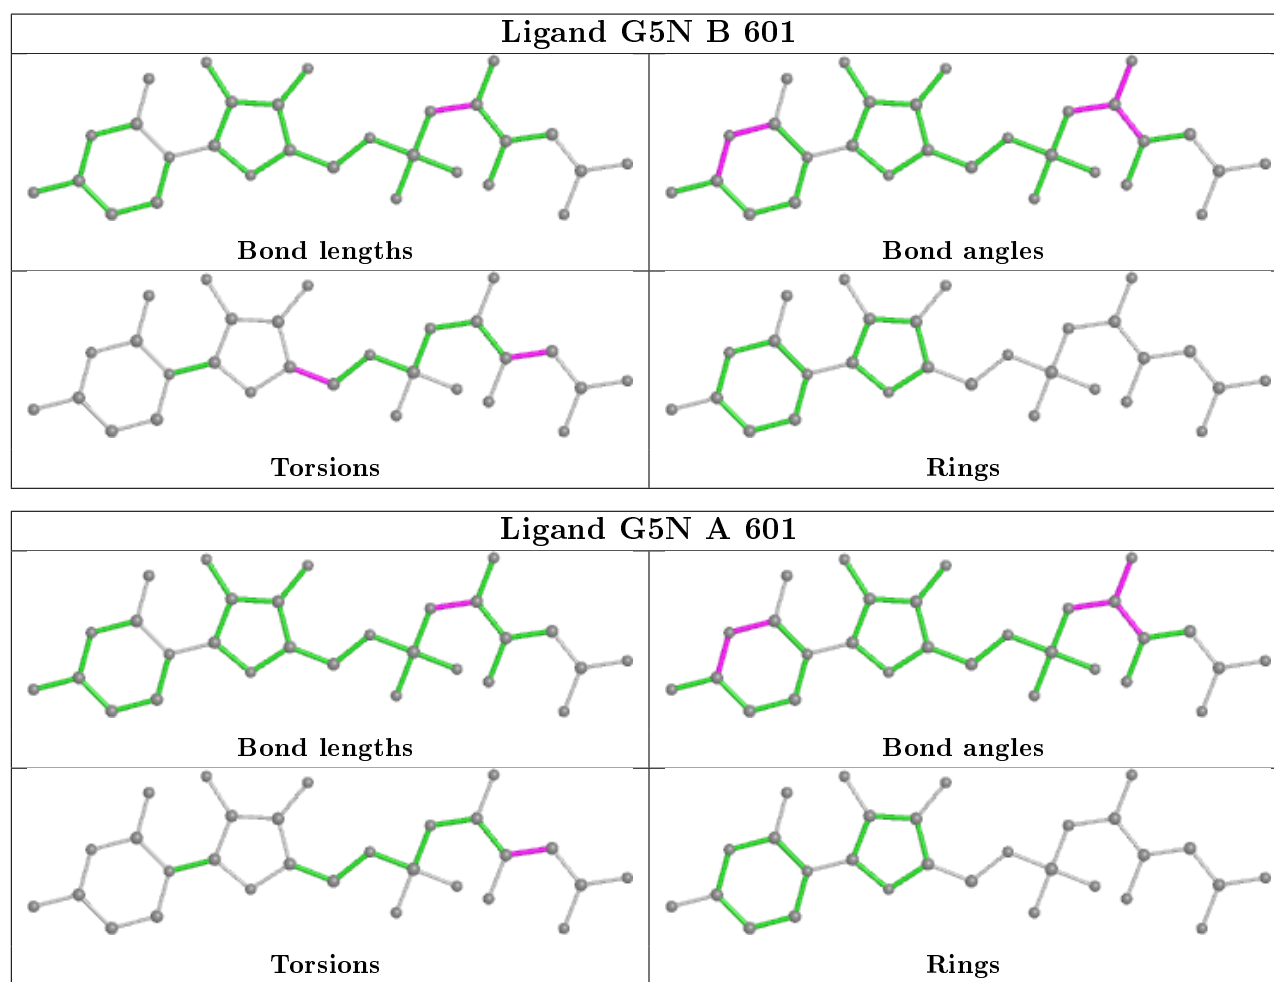 Ligand G5N B 601
Bond lengths
Bond angles
Torsions
Rings
Ligand G5N A 601
Bond lengths
Bond angles
Torsions
Rings